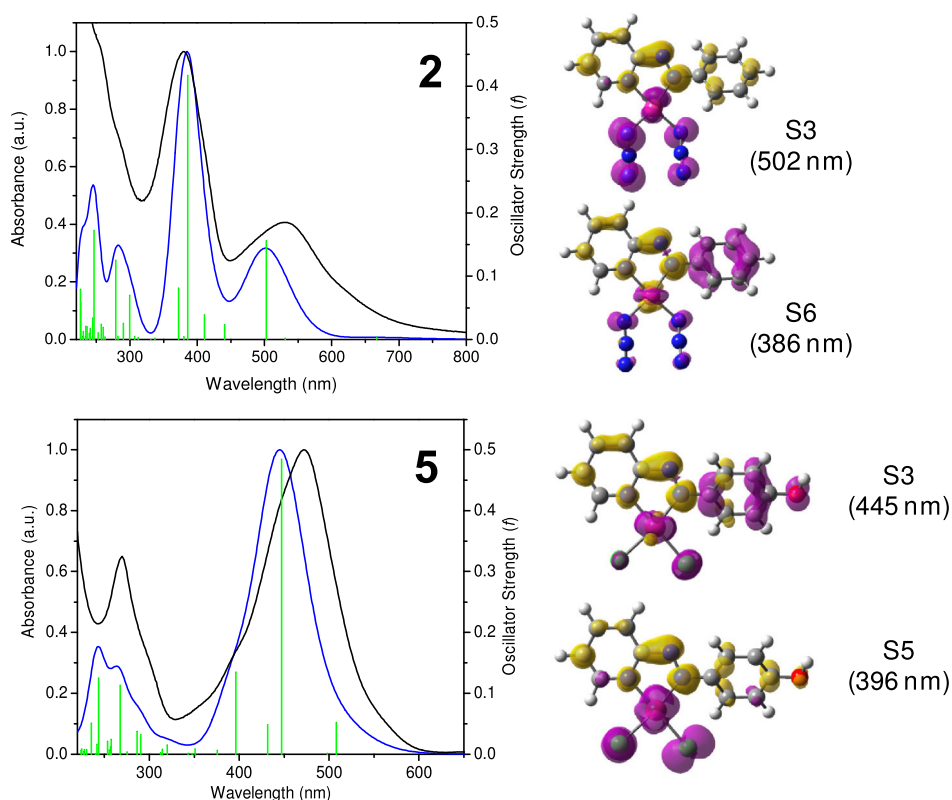 2
Absorbance (a.u.)
1.0
0.8
0.6
0.4
0.2
0.0
300 400 500 600 700 800
Wavelength (nm)
0.5
0.4
0.3
0.2
0.1
0.0
Oscillator Strength (f)
S3
(502 nm)
S6
(386 nm)
5
Absorbance (a.u.)
1.0
0.8
0.6
0.4
0.2
0.0
300 400 500 600
Wavelength (nm)
0.5
0.4
0.3
0.2
0.1
0.0
Oscillator Strength (f)
S3
(445 nm)
S5
(396 nm)